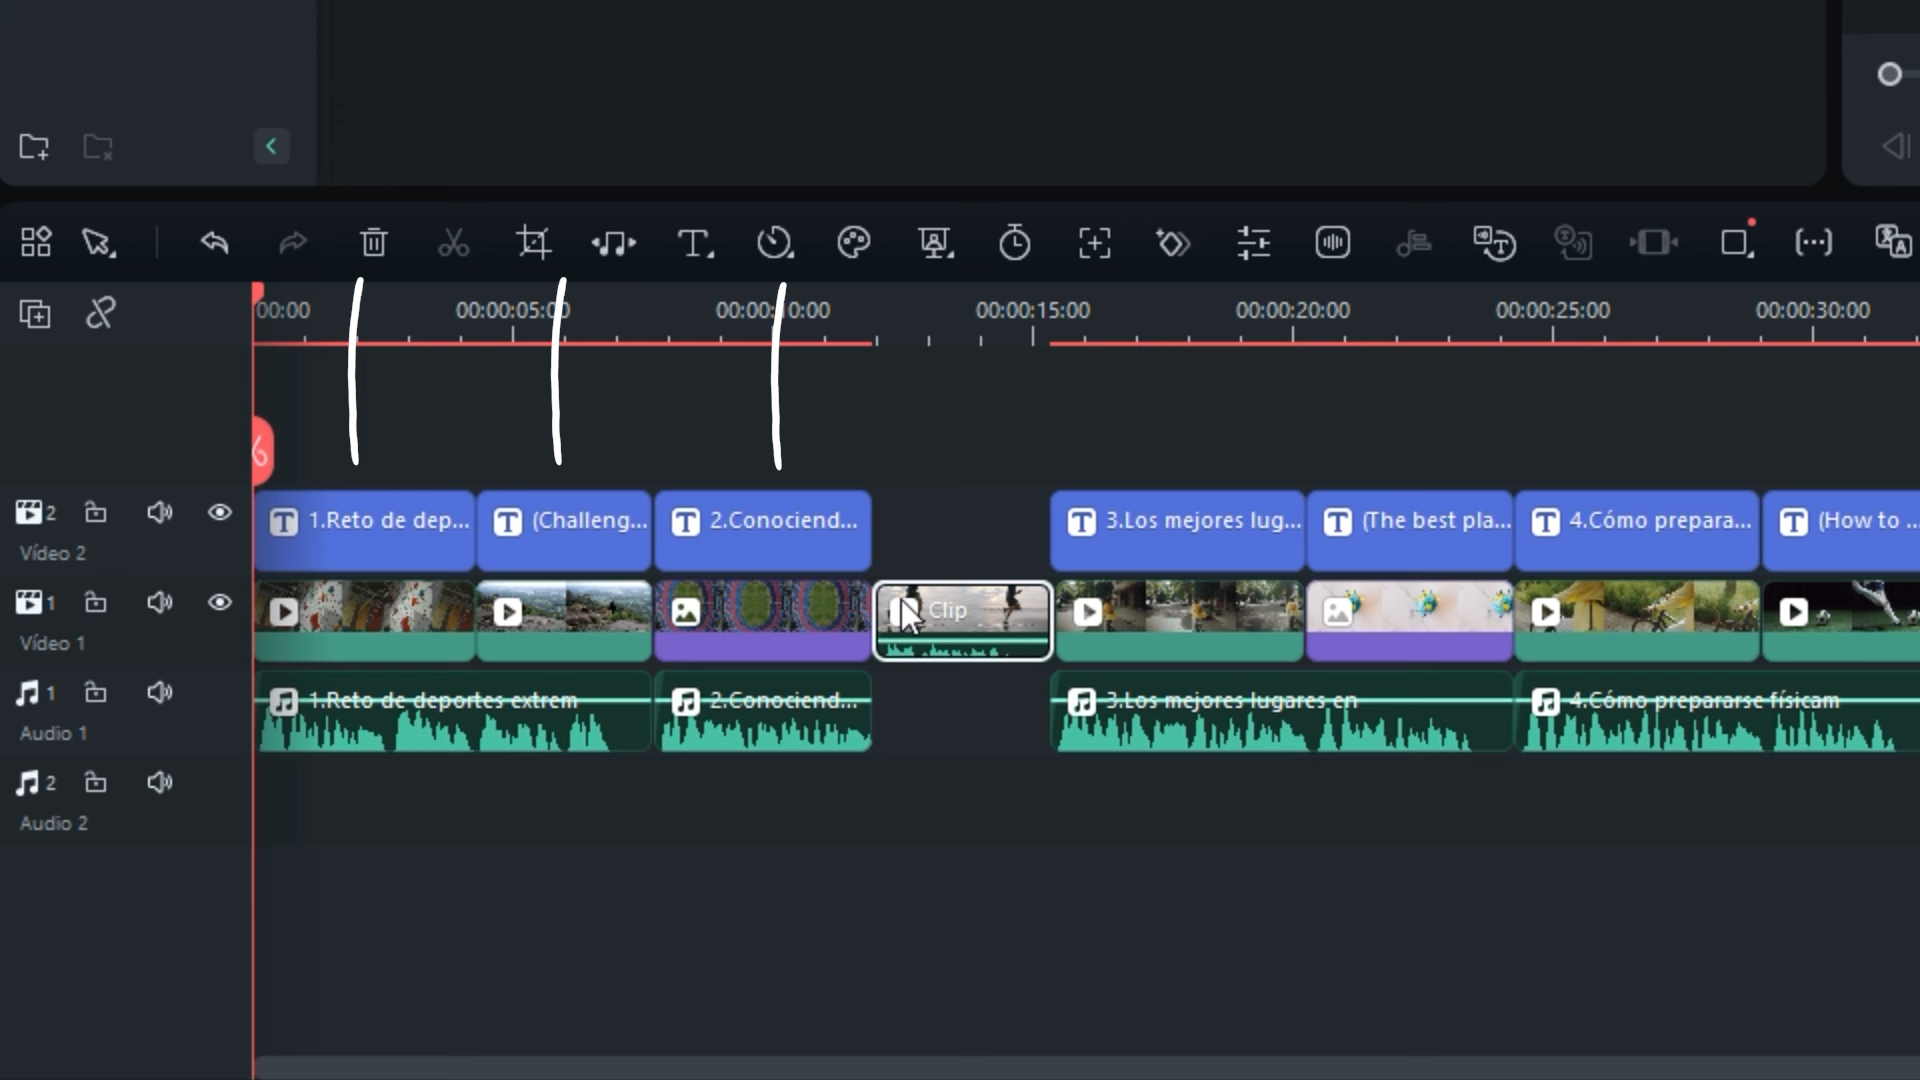 00:00 00:00:05:00 00:00:10:00 00:00:15:00 00:00:20:00 00:00:25:00 00:00:30:00
2
1.Reto de dep... (Challeng... 2.Conociend... 3.Los mejores lug... (The best pla... 4.Cómo prepara... (How to ...
Vídeo 2
1
Clip
Vídeo 1
1
1.Reto de deportes extrem 2.Conociend... 3.Los mejores lugares en 4.Cómo prepararse físicam
Audio 1
2
Audio 2